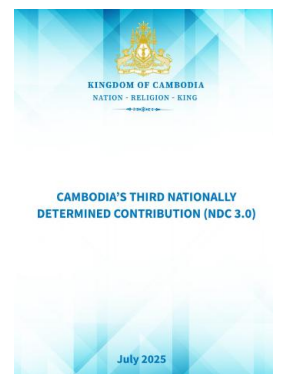 KINGDOM OF CAMBODIA
NATION - RELIGION - KING
CAMBODIA'S THIRD NATIONALLY
DETERMINED CONTRIBUTION (NDC 3.0)
July 2025